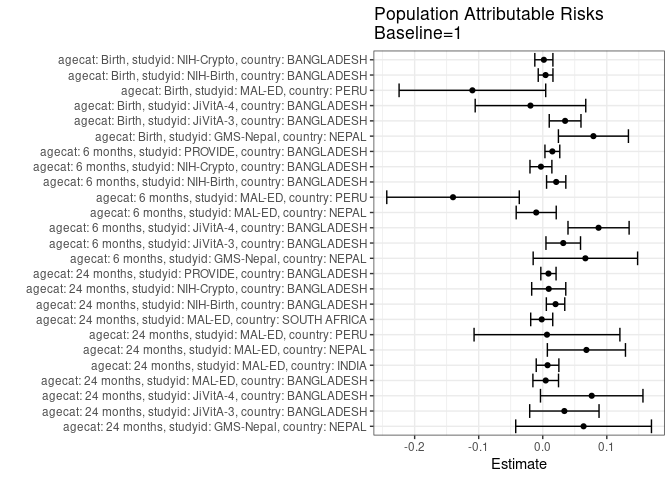 Population Attributable Risks
Baseline=1
agecat: Birth, studyid: NIH-Crypto, country: BANGLADESH
agecat: Birth, studyid: NIH-Birth, country: BANGLADESH
agecat: Birth, studyid: MAL-ED, country: PERU
agecat: Birth, studyid: JiVitA-4, country: BANGLADESH
agecat: Birth, studyid: JiVitA-3, country: BANGLADESH
agecat: Birth, studyid: GMS-Nepal, country: NEPAL
agecat: 6 months, studyid: PROVIDE, country: BANGLADESH
agecat: 6 months, studyid: NIH-Crypto, country: BANGLADESH
agecat: 6 months, studyid: NIH-Birth, country: BANGLADESH
agecat: 6 months, studyid: MAL-ED, country: PERU
agecat: 6 months, studyid: MAL-ED, country: NEPAL
agecat: 6 months, studyid: JiVitA-4, country: BANGLADESH
agecat: 6 months, studyid: JiVitA-3, country: BANGLADESH
agecat: 6 months, studyid: GMS-Nepal, country: NEPAL
agecat: 24 months, studyid: PROVIDE, country: BANGLADESH
agecat: 24 months, studyid: NIH-Crypto, country: BANGLADESH
agecat: 24 months, studyid: NIH-Birth, country: BANGLADESH
agecat: 24 months, studyid: MAL-ED, country: SOUTH AFRICA
agecat: 24 months, studyid: MAL-ED, country: PERU
agecat: 24 months, studyid: MAL-ED, country: NEPAL
agecat: 24 months, studyid: MAL-ED, country: INDIA
agecat: 24 months, studyid: MAL-ED, country: BANGLADESH
agecat: 24 months, studyid: JiVitA-4, country: BANGLADESH
agecat: 24 months, studyid: JiVitA-3, country: BANGLADESH
agecat: 24 months, studyid: GMS-Nepal, country: NEPAL
-0.2 -0.1 0.0 0.1
Estimate